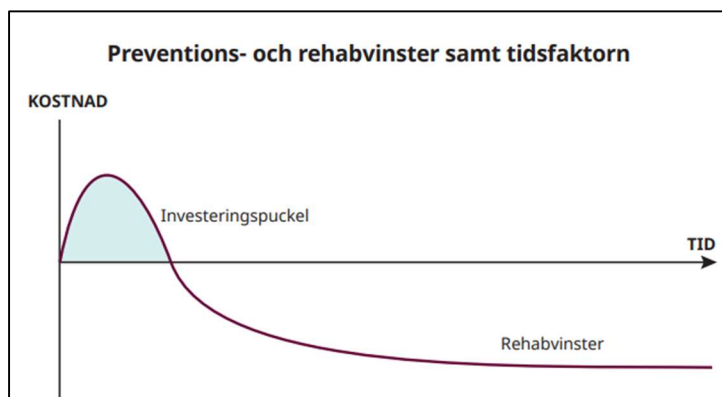 Preventions- och rehabvinster samt tidsfaktorn
KOSTNAD
Investeringspuckel
TID
Rehabvinster